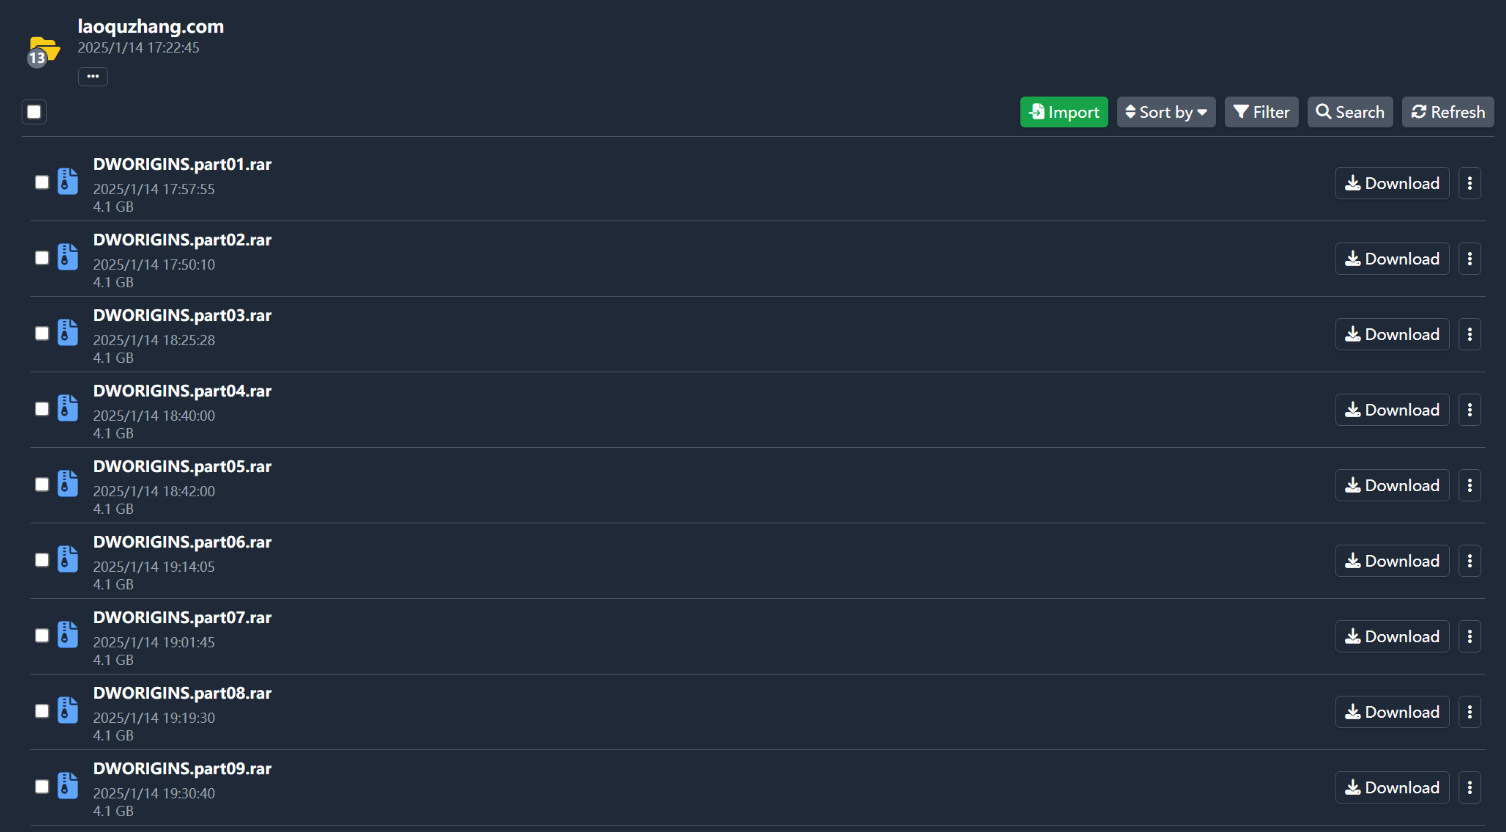 laoquzhang.com
2025/1/14 17:22:45
13
•••
Import Sort by Filter Search Refresh
DWORIGINS.part01.rar
2025/1/14 17:57:55
4.1 GB
Download
DWORIGINS.part02.rar
2025/1/14 17:50:10
4.1 GB
Download
DWORIGINS.part03.rar
2025/1/14 18:25:28
4.1 GB
Download
DWORIGINS.part04.rar
2025/1/14 18:40:00
4.1 GB
Download
DWORIGINS.part05.rar
2025/1/14 18:42:00
4.1 GB
Download
DWORIGINS.part06.rar
2025/1/14 19:14:05
4.1 GB
Download
DWORIGINS.part07.rar
2025/1/14 19:01:45
4.1 GB
Download
DWORIGINS.part08.rar
2025/1/14 19:19:30
4.1 GB
Download
DWORIGINS.part09.rar
2025/1/14 19:30:40
4.1 GB
Download